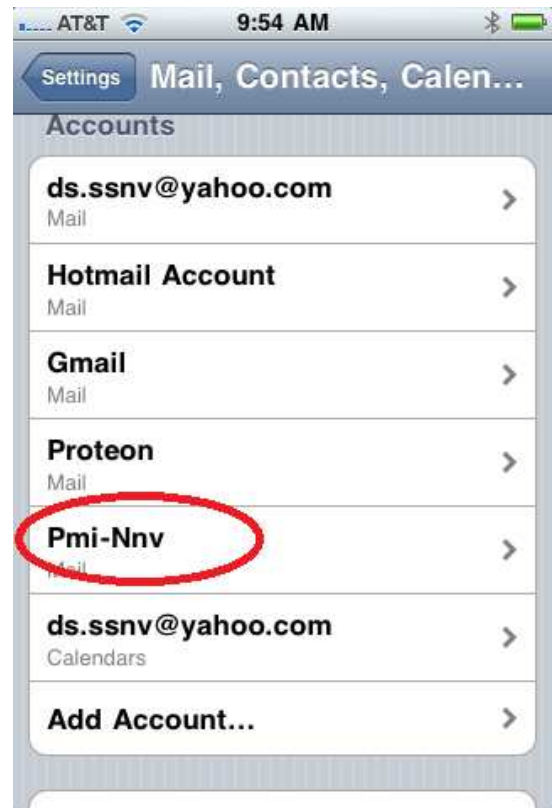 AT&T 9:54 AM
Settings Mail, Contacts, Calen...
Accounts
ds.ssnv@yahoo.com
Mail
Hotmail Account
Mail
Gmail
Mail
Proteon
Mail
Pmi-Nnv
Mail
ds.ssnv@yahoo.com
Calendars
Add Account...